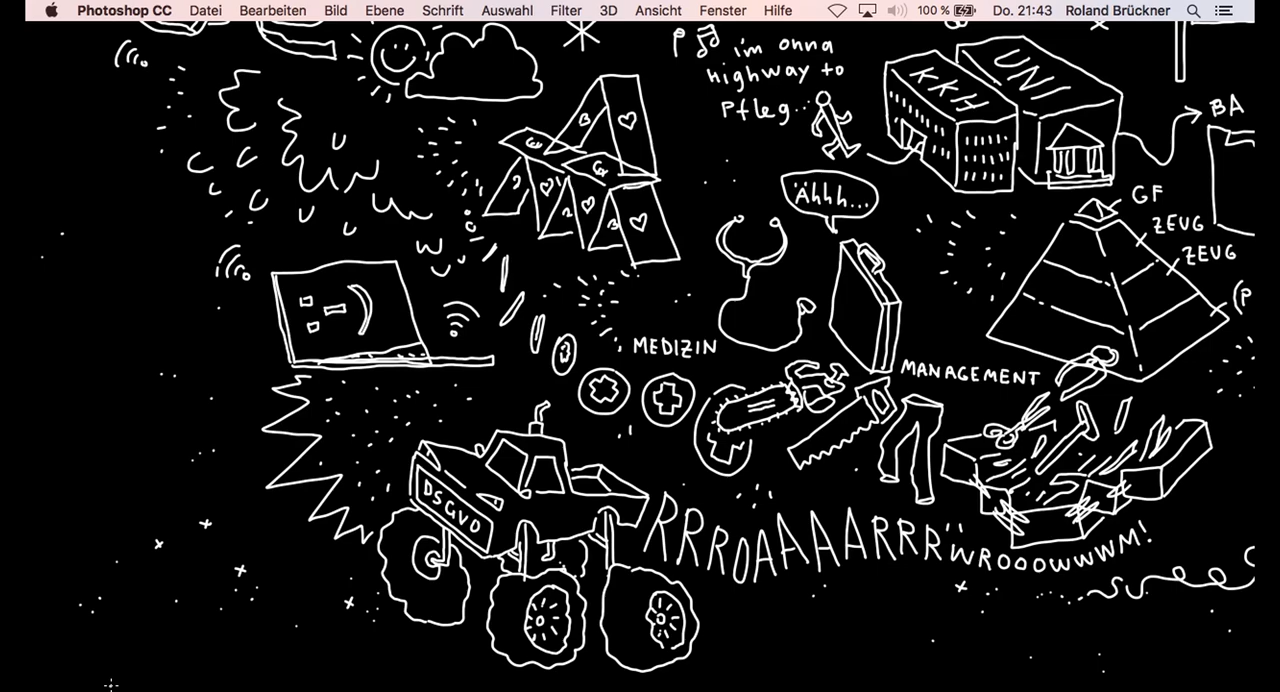 Photoshop CC Datei Bearbeiten Bild Ebene Schrift Auswahl Filter 3D Ansicht Fenster Hilfe 100 % Do. 21:43 Roland Brückner
i'm onna
highway to
Pfleg...
KKH
UNI
BA
Ähhh...
GF
ZEUG
ZEUG
(P
MEDIZIN
MANAGEMENT
DSGVO
RRROAAAARRR
WROOOWWWM!